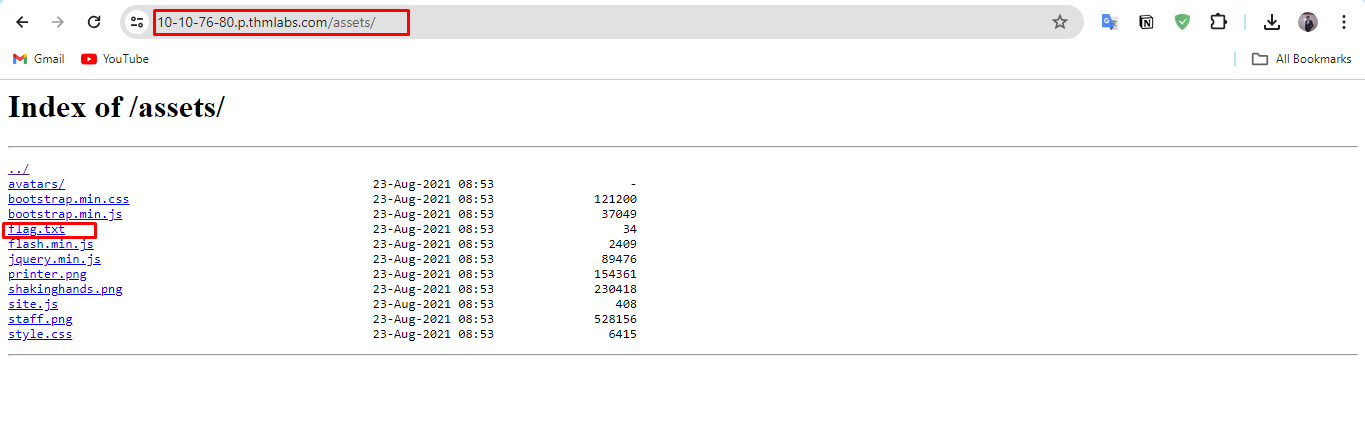 10-10-76-80.p.thmlabs.com/assets/
Gmail YouTube All Bookmarks
Index of /assets/
../
avatars/ 23-Aug-2021 08:53 -
bootstrap.min.css 23-Aug-2021 08:53 121200
bootstrap.min.js 23-Aug-2021 08:53 37049
flag.txt 23-Aug-2021 08:53 34
flash.min.js 23-Aug-2021 08:53 2409
jquery.min.js 23-Aug-2021 08:53 89476
printer.png 23-Aug-2021 08:53 154361
shakinghands.png 23-Aug-2021 08:53 230418
site.js 23-Aug-2021 08:53 408
staff.png 23-Aug-2021 08:53 528156
style.css 23-Aug-2021 08:53 6415